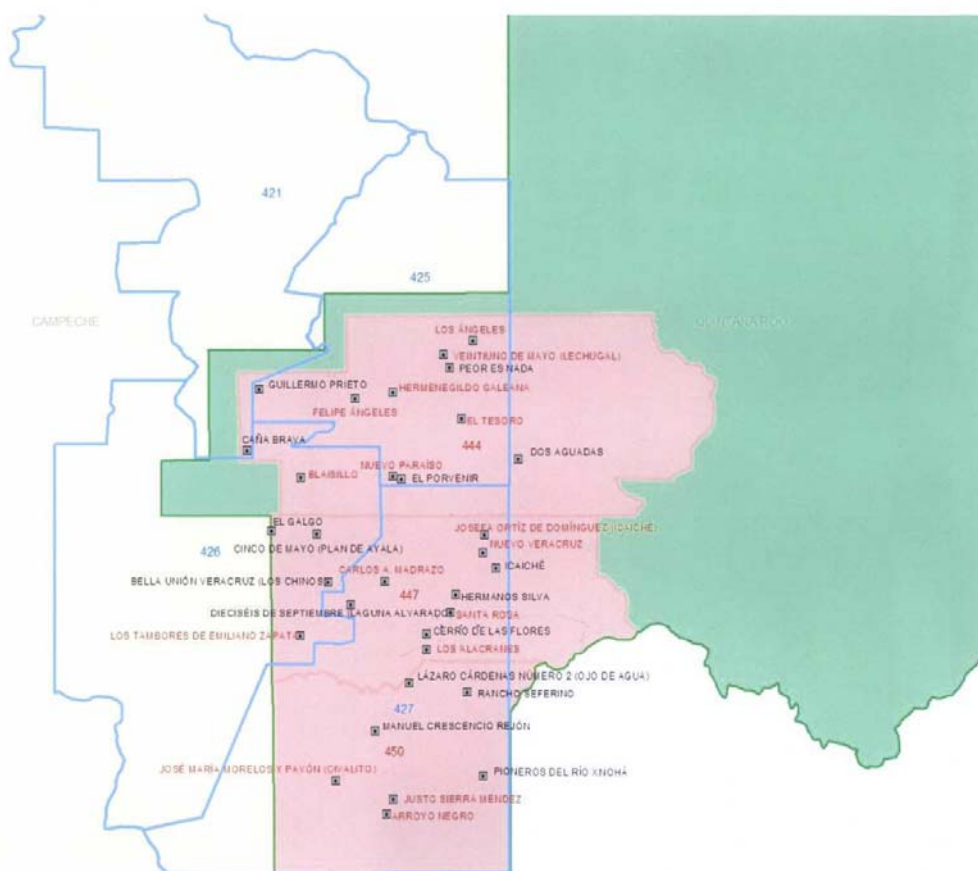 421
425
CAMPECHE
QUINTANA ROO
LOS ÁNGELES
VEINTIUNO DE MAYO (LECHUGAL)
PEOR ES NADA
GUILLERMO PRIETO
HERMENEGILDO GALEANA
FELIPE ÁNGELES
EL TESORO
CAÑA BRAVA
444
DOS AGUADAS
NUEVO PARAÍSO
BLASILLO
EL PORVENIR
EL GALGO
JOSEFA ORTÍZ DE DOMÍNGUEZ (ICAICHÉ)
426
CINCO DE MAYO (PLAN DE AYALA)
NUEVO VERACRUZ
CARLOS A. MADRAZO
ICAICHÉ
BELLA UNIÓN VERACRUZ (LOS CHINOS
447
HERMANOS SILVA
DIECISÉIS DE SEPTIEMBRE (LAGUNA ALVARADO)
SANTA ROSA
LOS TAMBORES DE EMILIANO ZAPATA
CERRO DE LAS FLORES
LOS ALACRANES
LÁZARO CÁRDENAS NÚMERO 2 (OJO DE AGUA)
RANCHO SEFERINO
427
MANUEL CRESCENCIO REJÓN
450
JOSÉ MARÍA MORELOS Y PAVÓN (CIVALITO)
PIONEROS DEL RÍO XNOHÁ
JUSTO SIERRA MÉNDEZ
ARROYO NEGRO